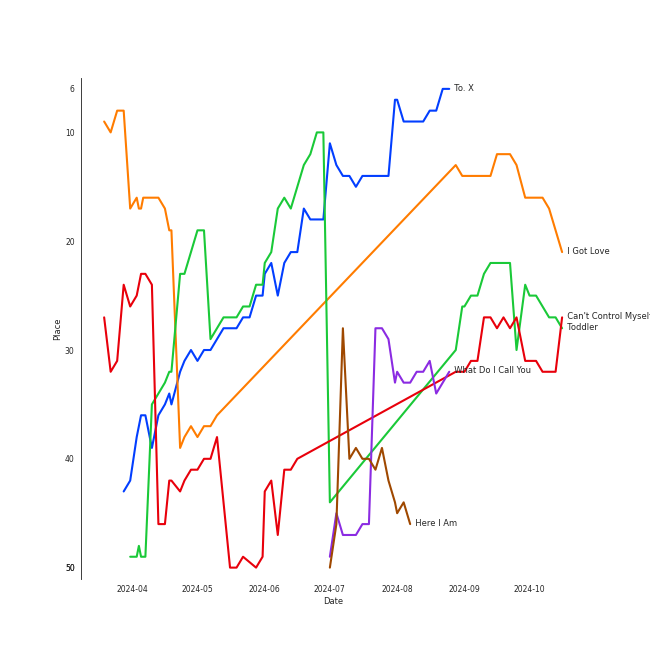 6
To. X
10
20
I Got Love
Can't Control Mysel
Toddler
30
What Do I Call You
Place
40
Here I Am
50
2024-04
2024-05
2024-06
2024-07
2024-08
2024-09
2024-10
Date